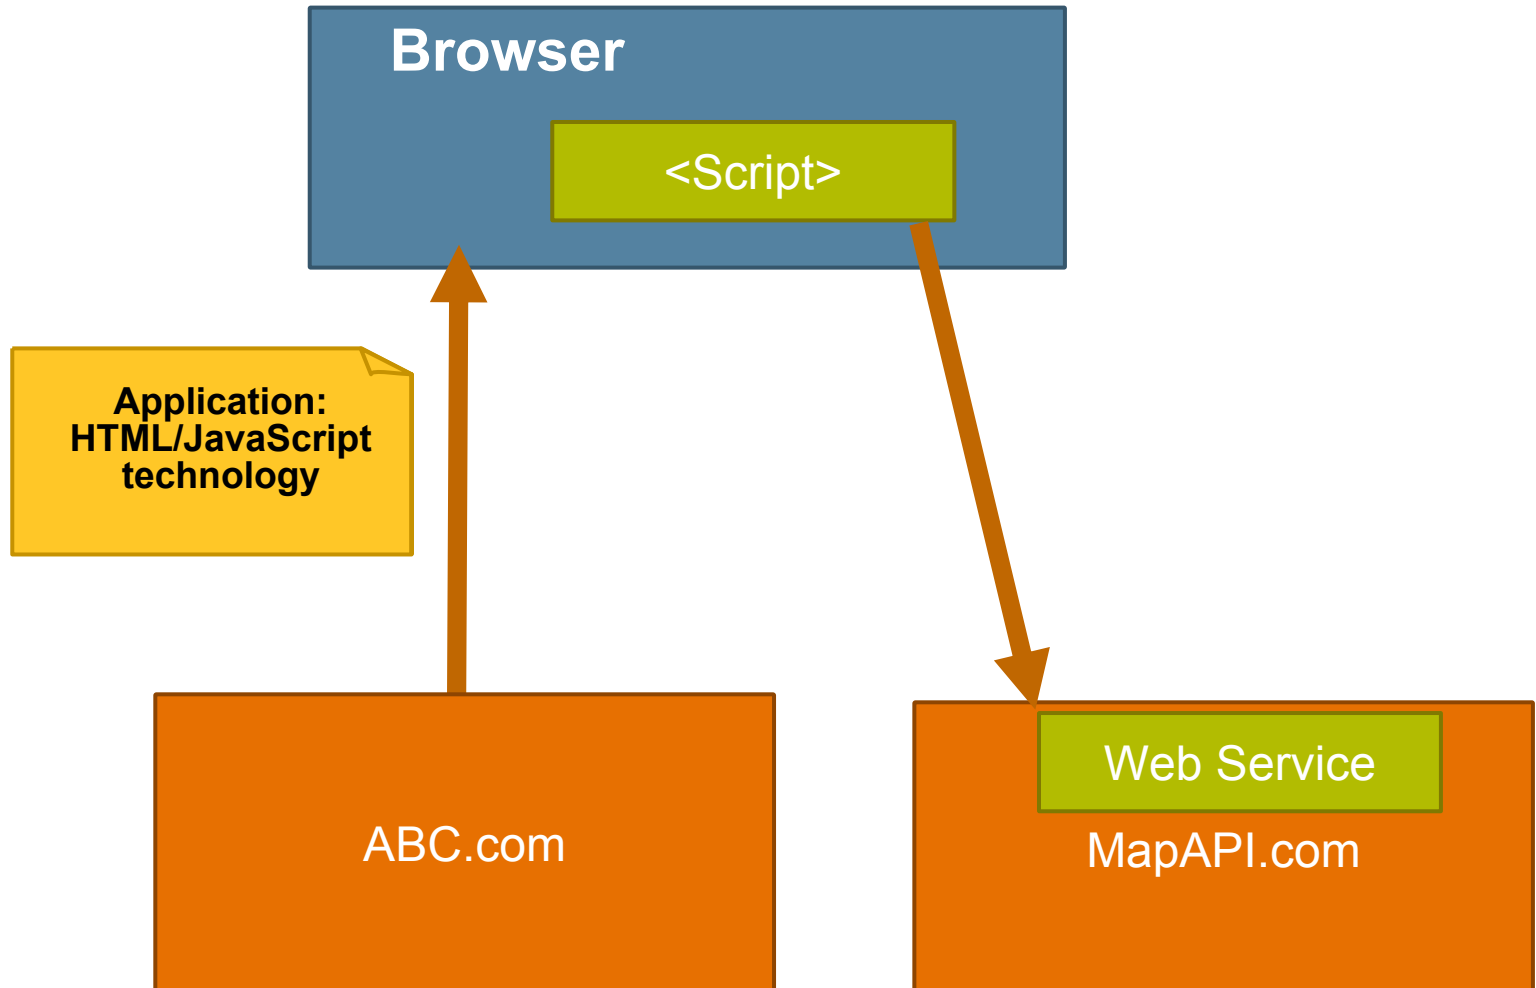 Browser
<Script>
Application:
HTML/JavaScript
technology
ABC.com
Web Service
MapAPI.com